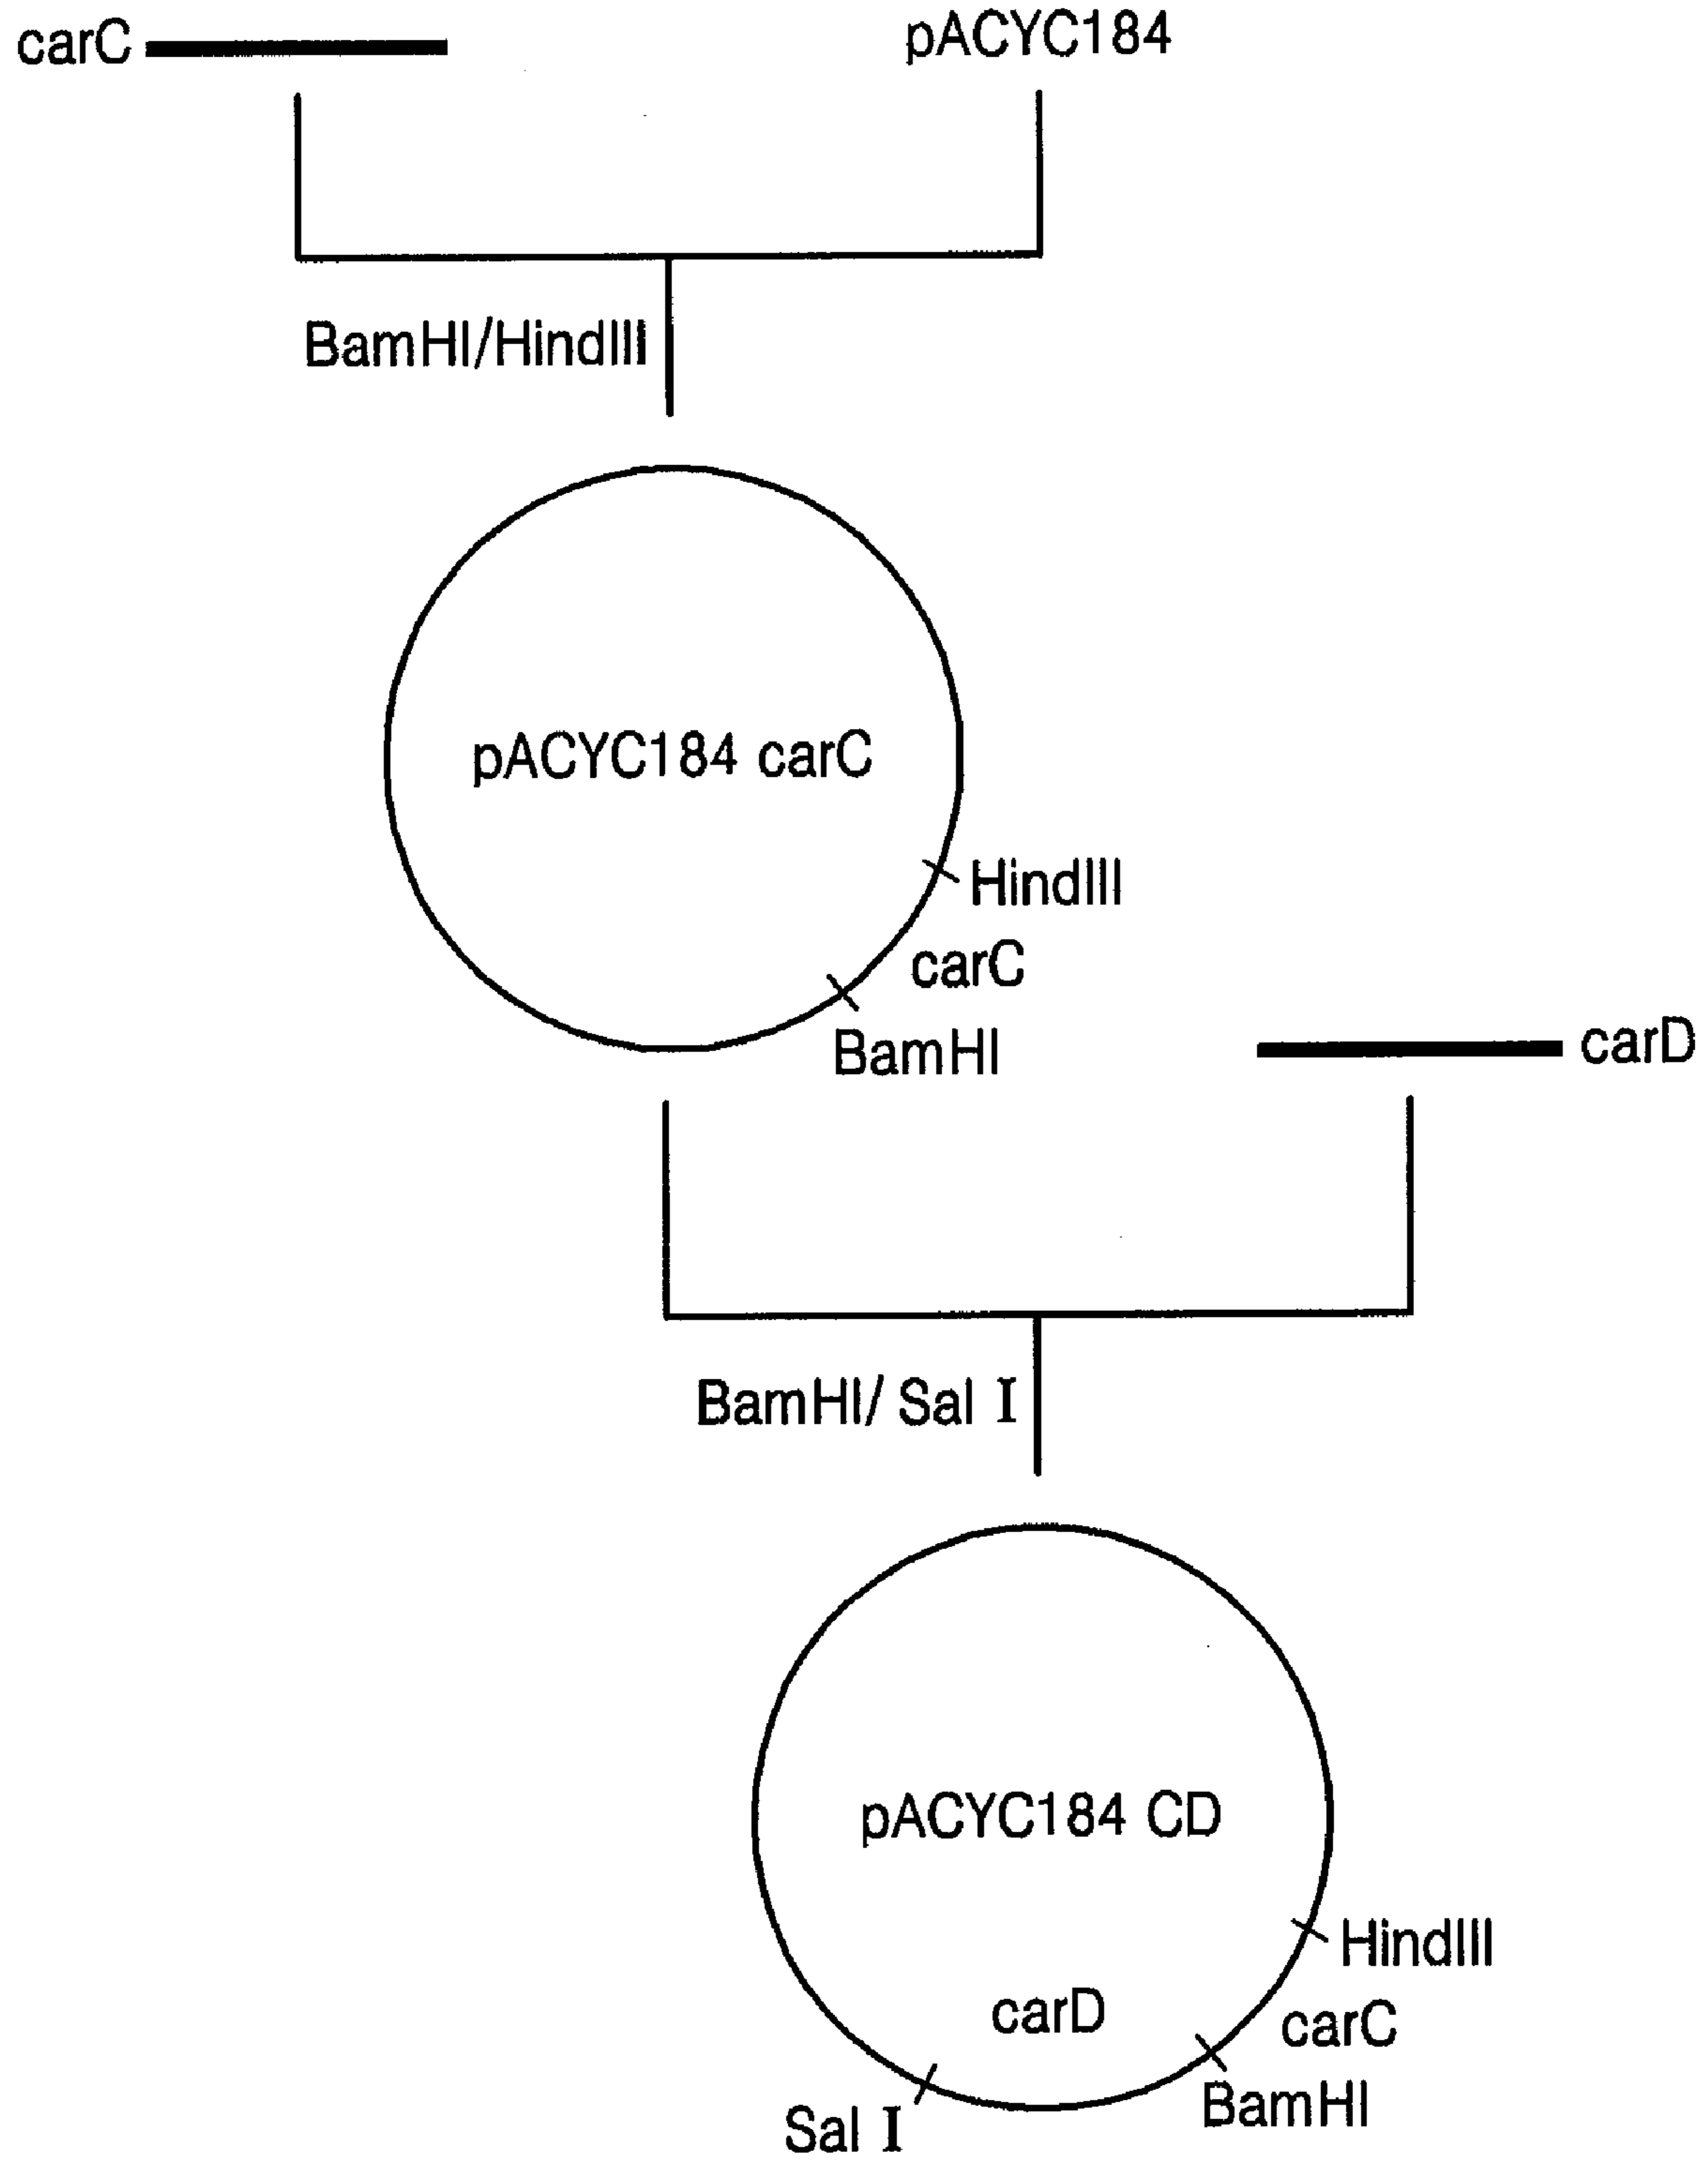 carC
pACYC184
BamHI/HindIII
pACYC184 carC
HindIII
carC
BamHI
carD
BamHI/ Sal I
pACYC184 CD
HindIII
carD
carC
BamHI
Sal I